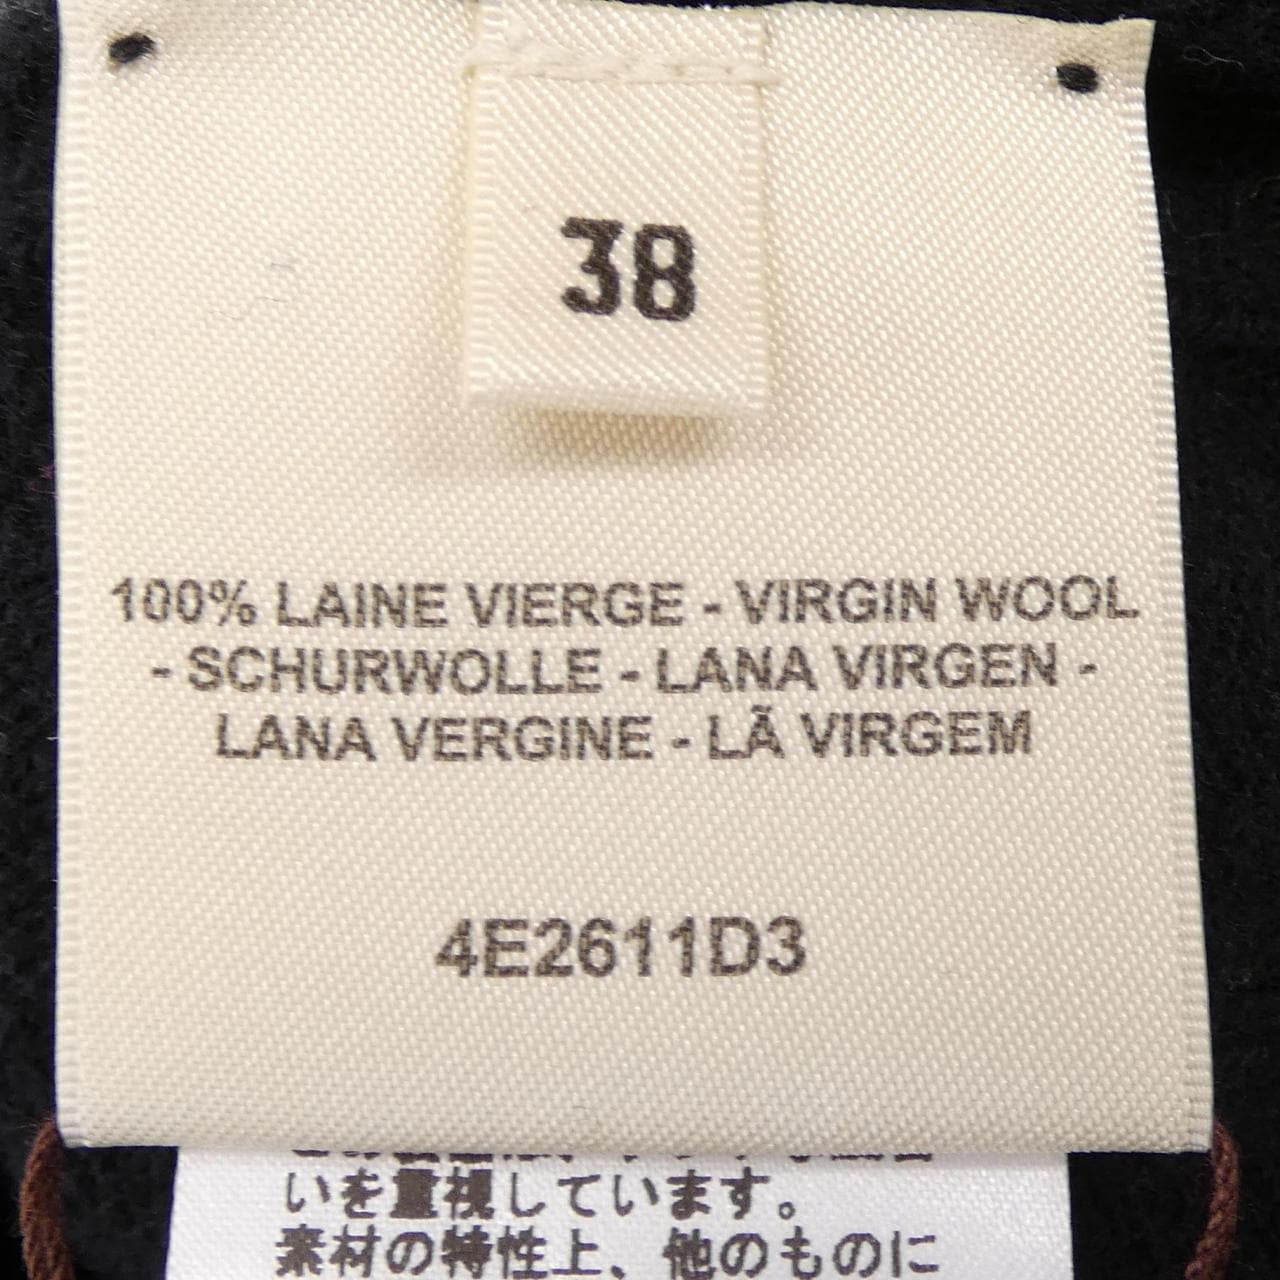 38
100% LAINE VIERGE - VIRGIN WOOL
- SCHURWOLLE - LANA VIRGEN -
LANA VERGINE - LÃ VIRGEM
4E2611D3
いを重視しています。
素材の特性上、他のものに